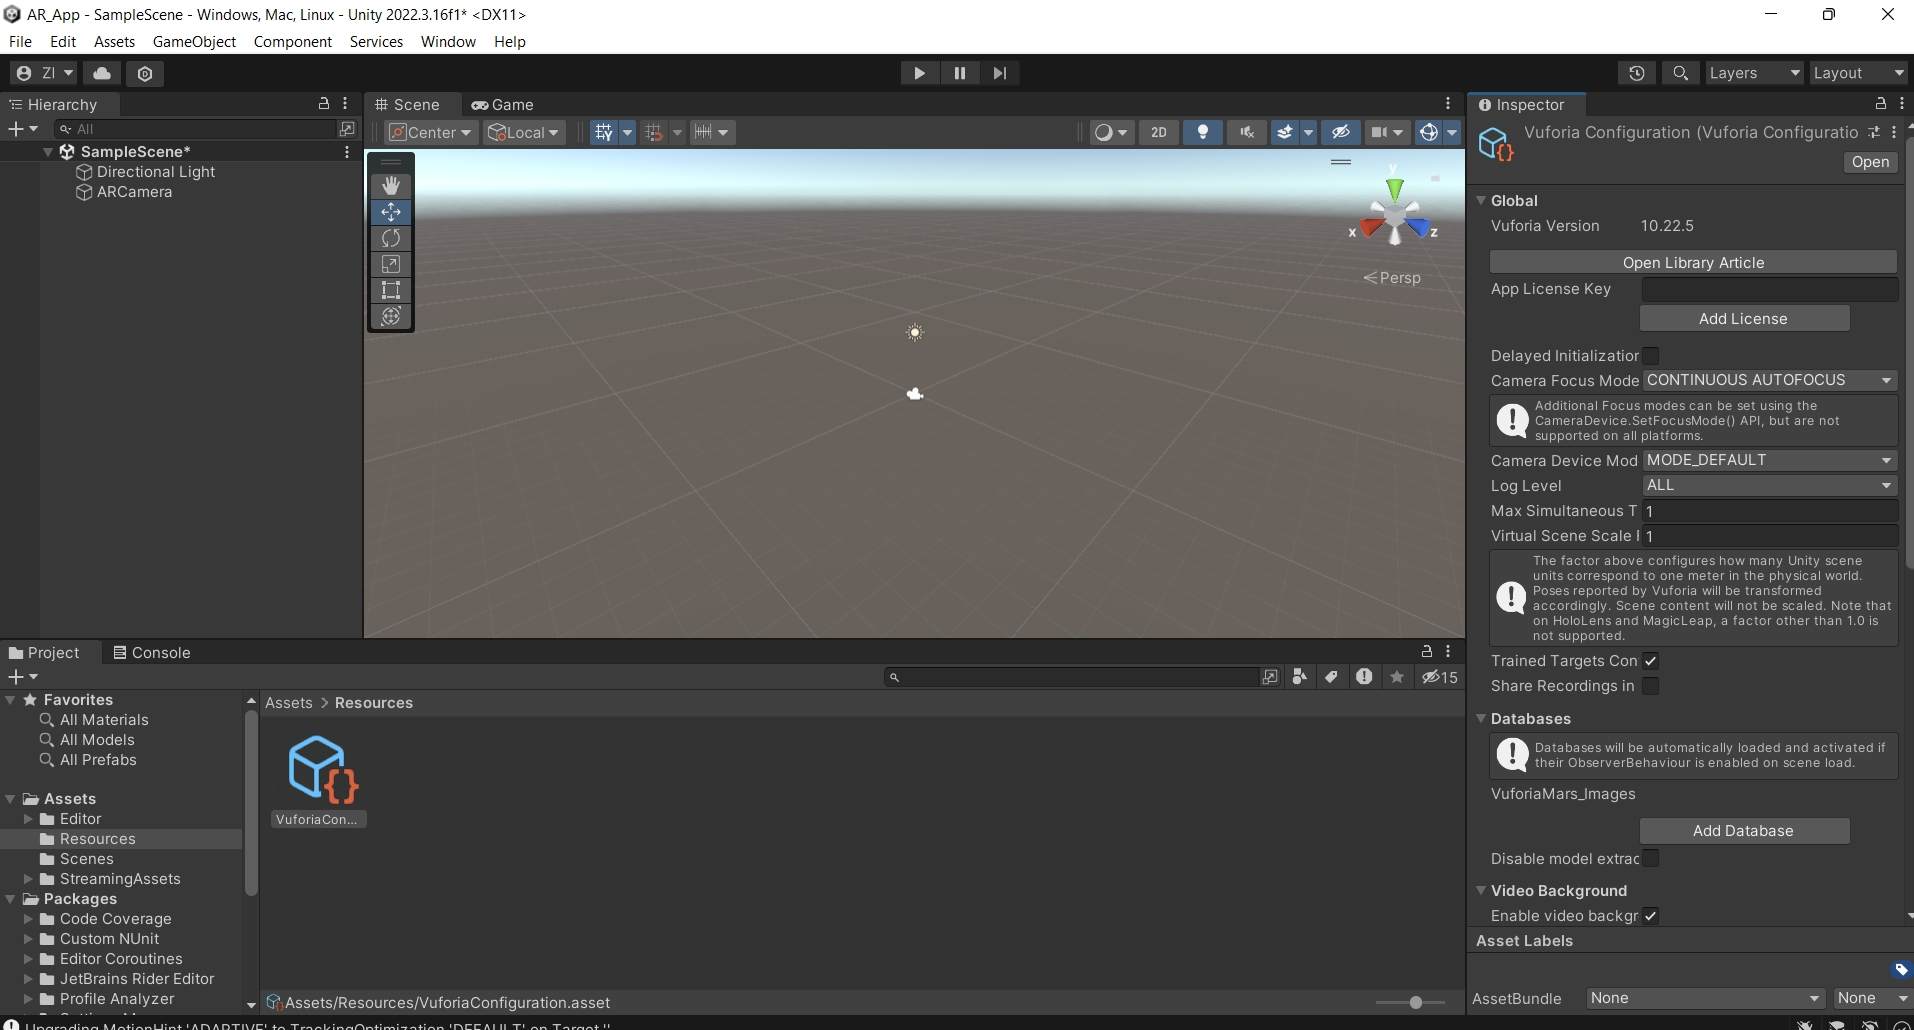 AR_App - SampleScene - Windows, Mac, Linux - Unity 2022.3.16f1* <DX11>
File Edit Assets GameObject Component Services Window Help
ZI
Layers
Layout
Hierarchy
All
SampleScene*
Directional Light
ARCamera
Scene
Game
Center
Local
2D
y
x
z
Persp
Inspector
Vuforia Configuration (Vuforia Configuratio
Open
Global
Vuforia Version 10.22.5
Open Library Article
App License Key
Add License
Delayed Initialization
Camera Focus Mode CONTINUOUS AUTOFOCUS
Additional Focus modes can be set using the
CameraDevice.SetFocusMode() API, but are not
supported on all platforms.
Camera Device Mod MODE_DEFAULT
Log Level ALL
Max Simultaneous T 1
Virtual Scene Scale 1
The factor above configures how many Unity scene
units correspond to one meter in the physical world.
Poses reported by Vuforia will be transformed
accordingly. Scene content will not be scaled. Note that
on HoloLens and MagicLeap, a factor other than 1.0 is
not supported.
Trained Targets Con
Share Recordings in
Databases
Databases will be automatically loaded and activated if
their ObserverBehaviour is enabled on scene load.
VuforiaMars_Images
Add Database
Disable model extrac
Video Background
Enable video backgr
Asset Labels
AssetBundle None None
Project
Console
15
Favorites
All Materials
All Models
All Prefabs
Assets
Editor
Resources
Scenes
StreamingAssets
Packages
Code Coverage
Custom NUnit
Editor Coroutines
JetBrains Rider Editor
Profile Analyzer
Assets > Resources
VuforiaCon...
Assets/Resources/VuforiaConfiguration.asset
Upgrading MotionHint 'ADAPTIVE' to TrackingOptimization 'DEFAULT' on Target ''